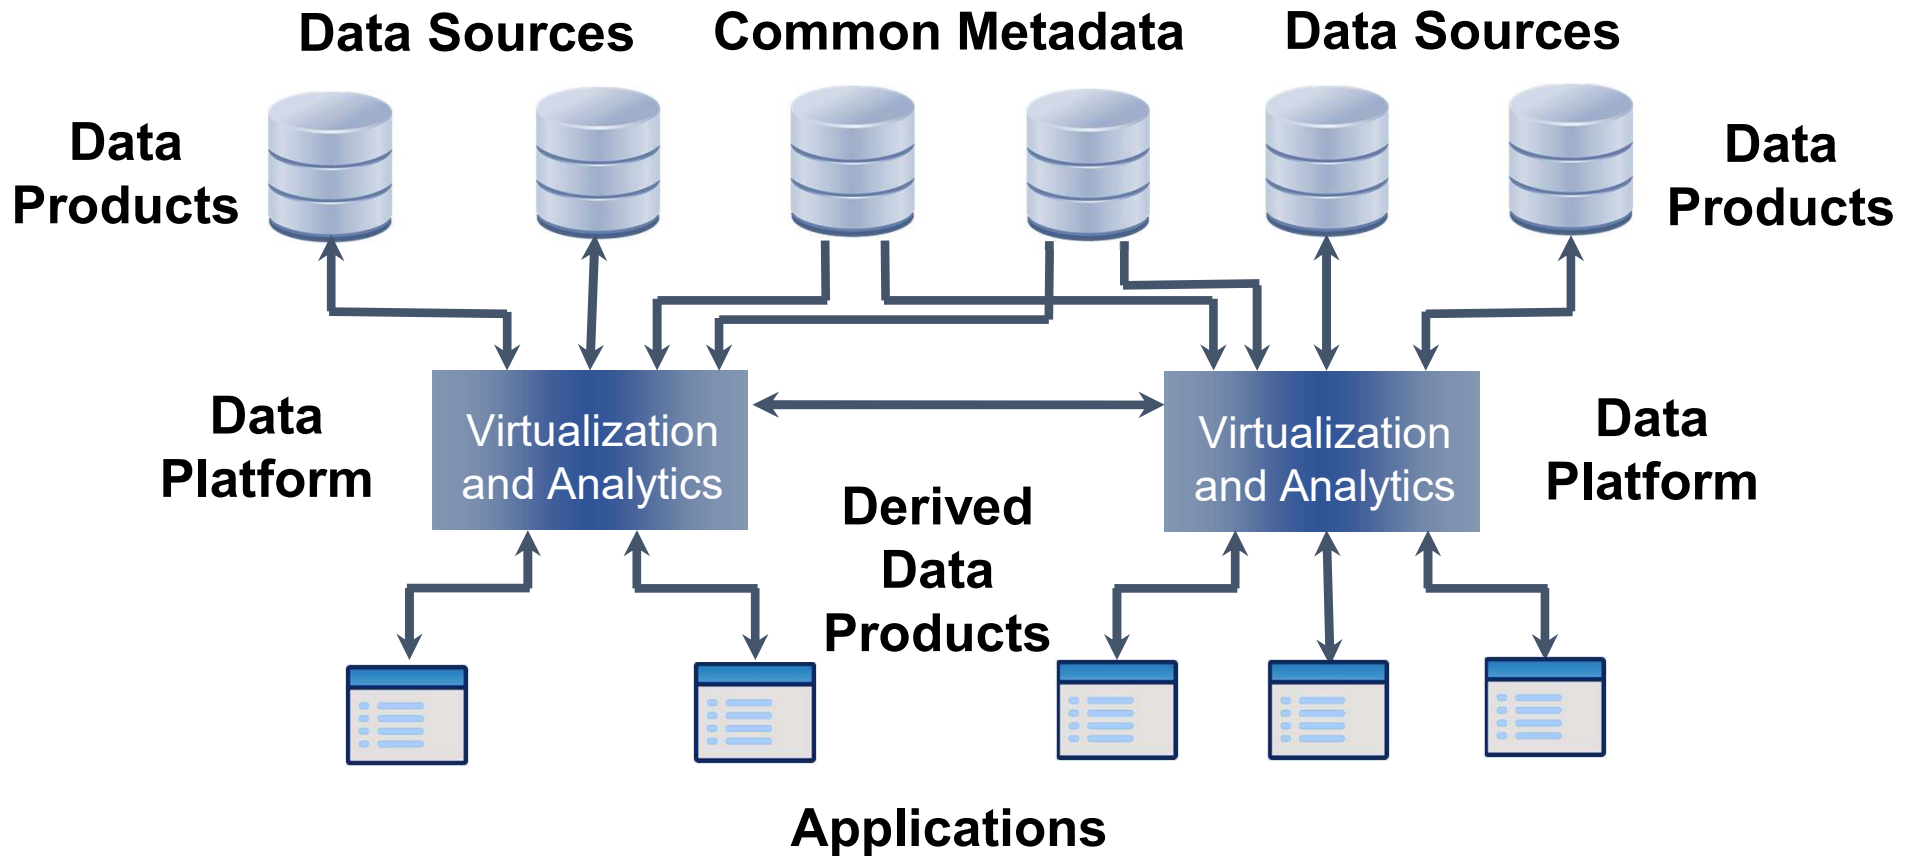 Data Sources
Common Metadata
Data Sources
Data
Products
Data
Products
Data
Platform
Virtualization
and Analytics
Virtualization
and Analytics
Data
Platform
Derived
Data
Products
Applications